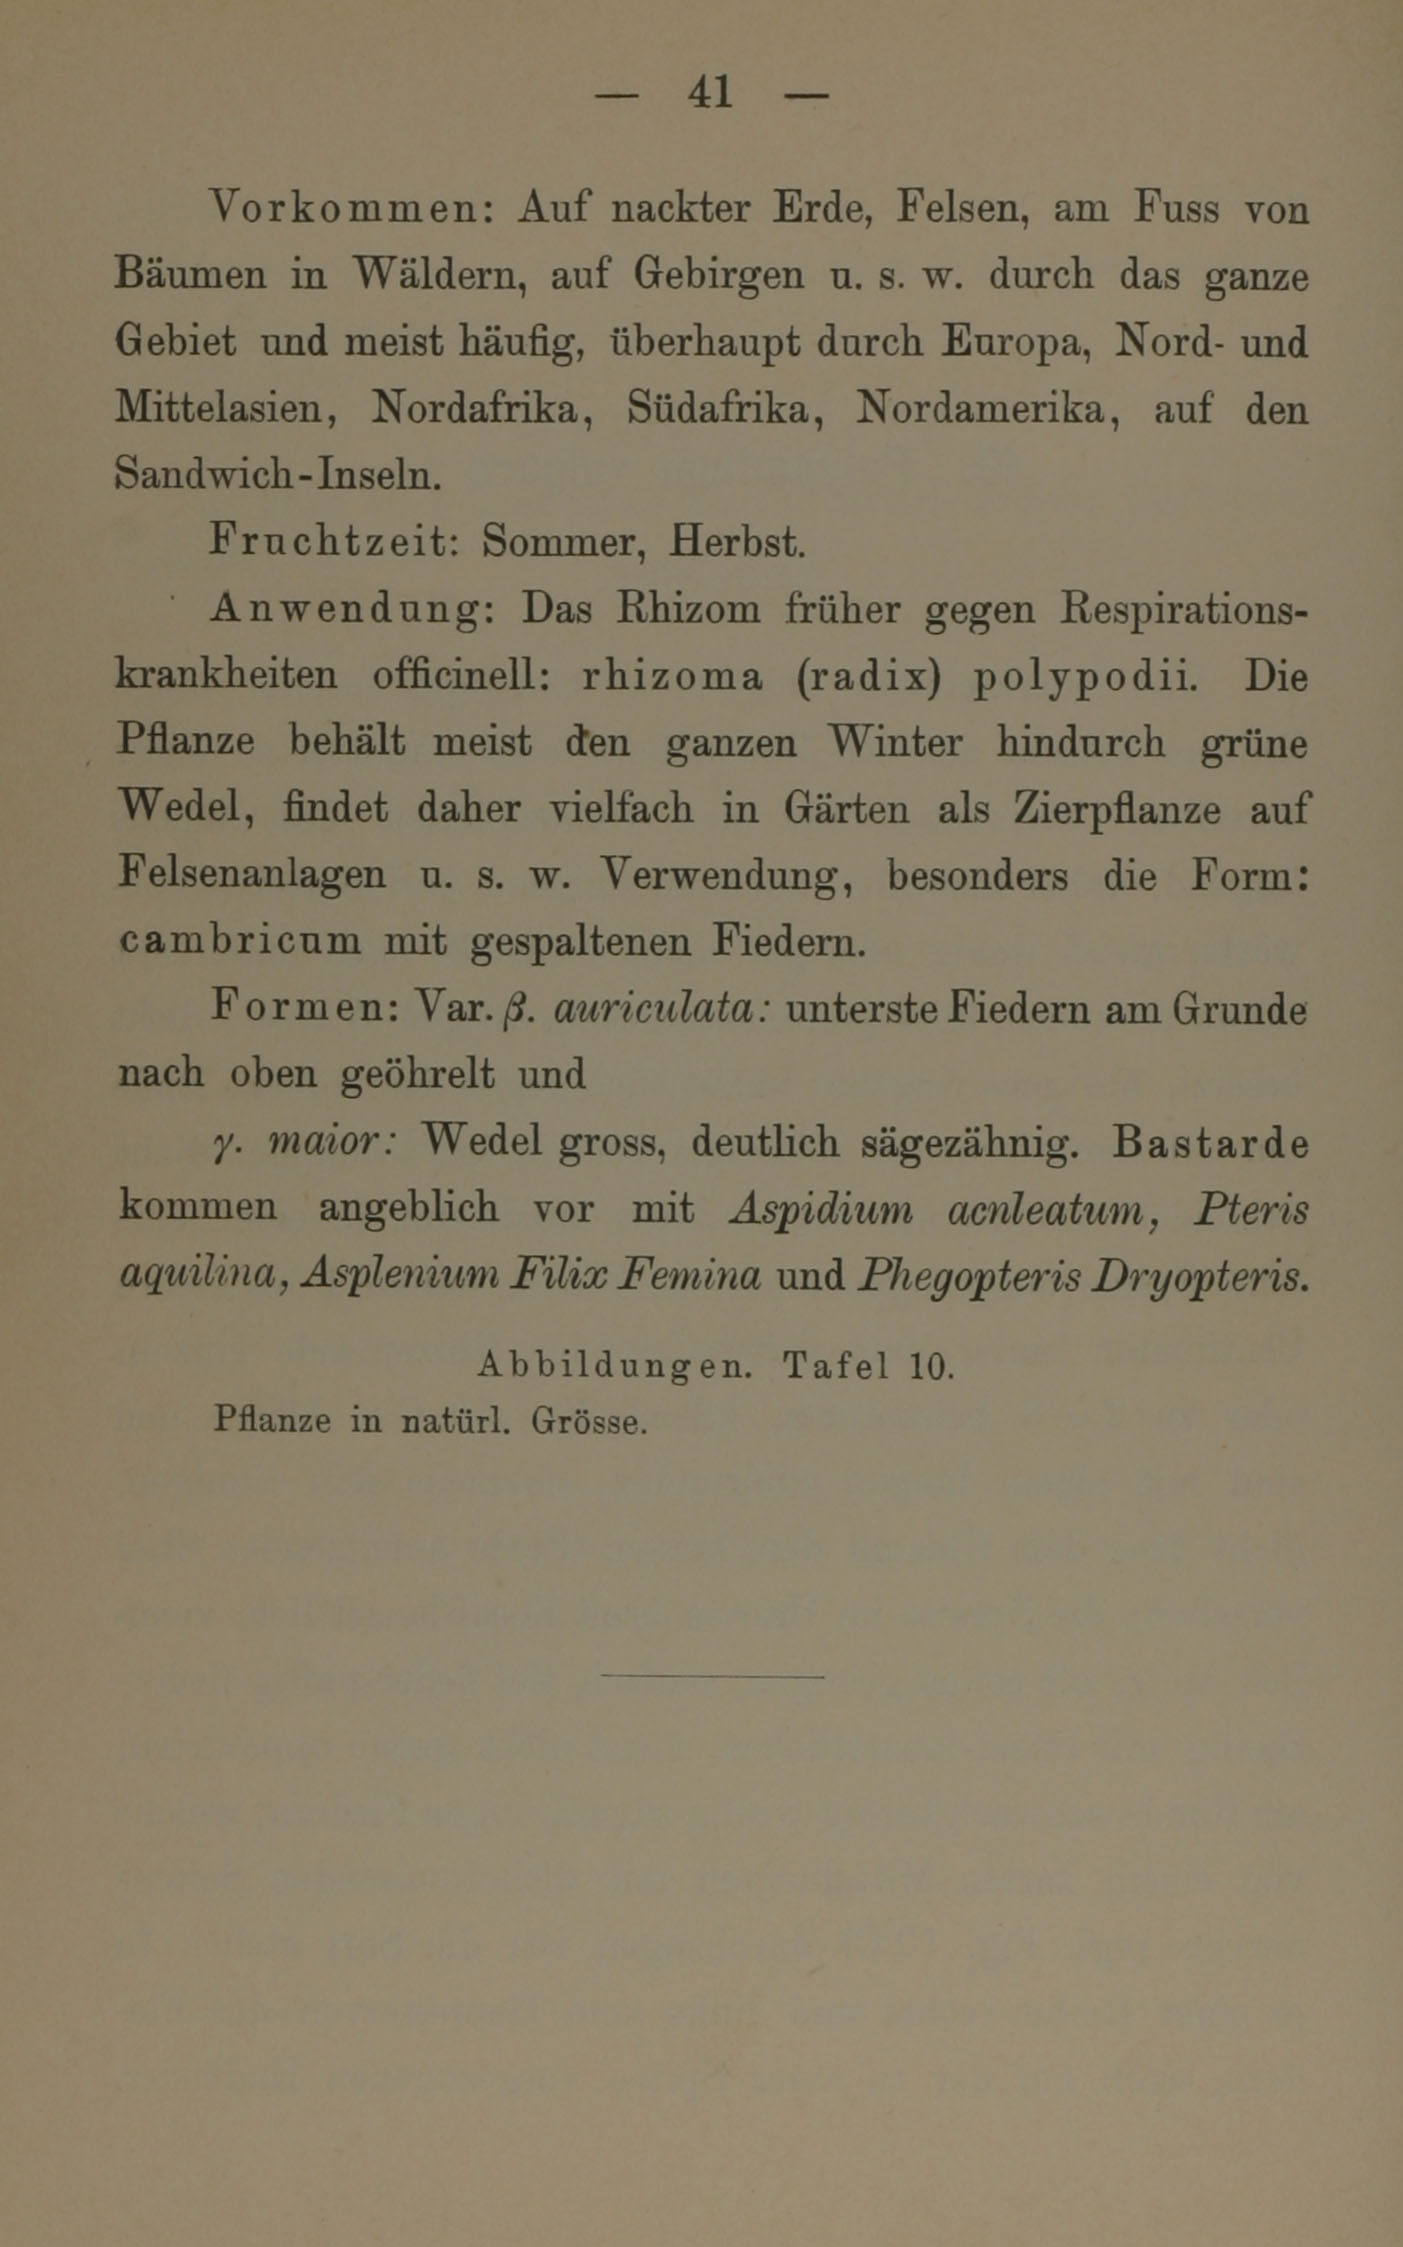 — 41 —
Vorkommen: Auf nackter Erde, Felsen, am Fuss von
Bäumen in Wäldern, auf Gebirgen u. s. w. durch das ganze
Gebiet und meist häufig, überhaupt durch Europa, Nord- und
Mittelasien, Nordafrika, Südafrika, Nordamerika, auf den
Sandwich-Inseln.
Fruchtzeit: Sommer, Herbst.
Anwendung: Das Rhizom früher gegen Respirations-
krankheiten officinell: rhizoma (radix) polypodii. Die
Pflanze behält meist den ganzen Winter hindurch grüne
Wedel, findet daher vielfach in Gärten als Zierpflanze auf
Felsenanlagen u. s. w. Verwendung, besonders die Form:
cambricum mit gespaltenen Fiedern.
Formen: Var. β. auriculata: unterste Fiedern am Grunde
nach oben geöhrelt und
γ. maior: Wedel gross, deutlich sägezähnig. Bastarde
kommen angeblich vor mit Aspidium aculeatum, Pteris
aquilina, Asplenium Filix Femina und Phegopteris Dryopteris.
Abbildungen. Tafel 10.
Pflanze in natürl. Grösse.